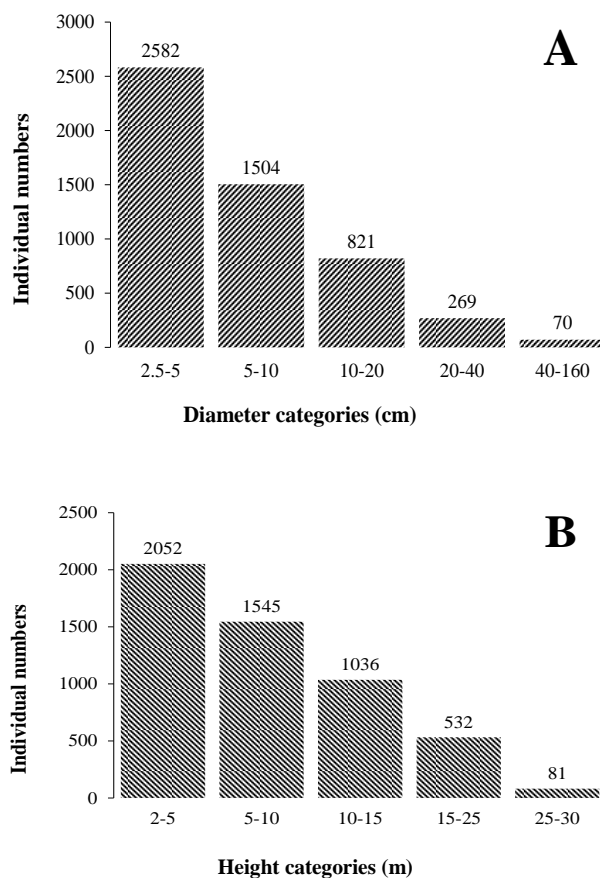 A
Individual numbers
3000
2500
2000
1500
1000
500
0
2582
1504
821
269
70
2.5-5 5-10 10-20 20-40 40-160
Diameter categories (cm)
B
Individual numbers
2500
2000
1500
1000
500
0
2052
1545
1036
532
81
2-5 5-10 10-15 15-25 25-30
Height categories (m)